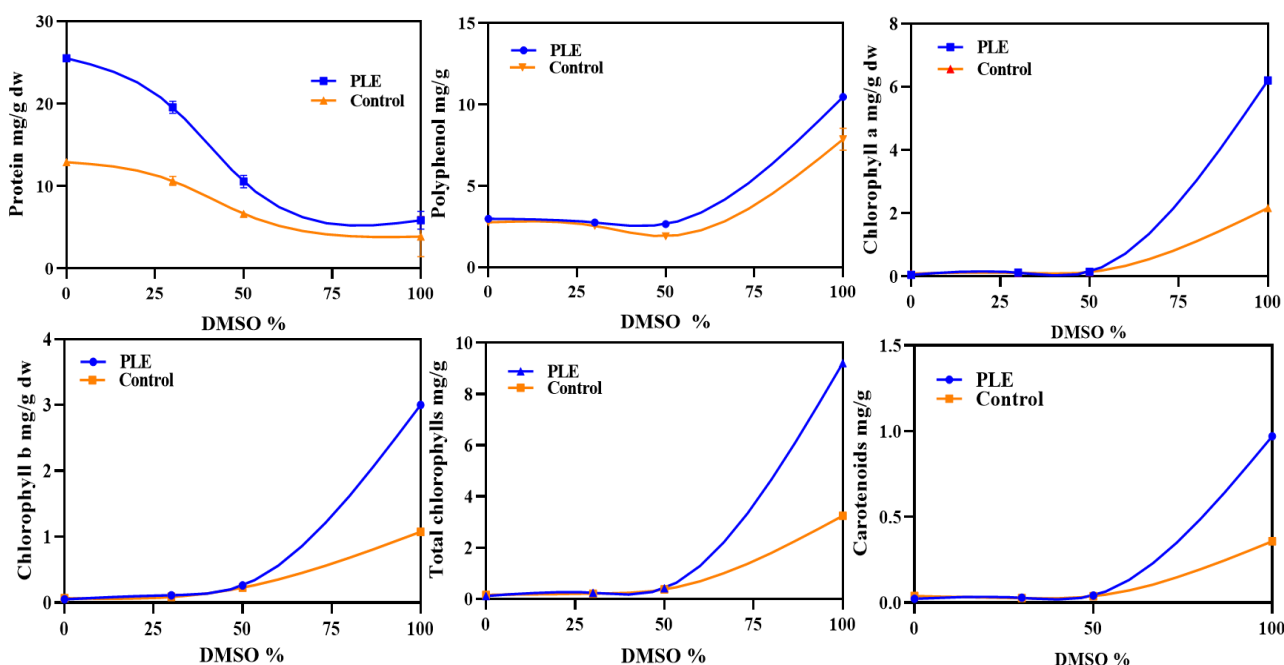 Protein mg/g dw
30
20
10
0
PLE
Control
0 25 50 75 100
DMSO %
Polyphenol mg/g
15
10
5
0
PLE
Control
0 25 50 75 100
DMSO %
Chlorophyll a mg/g dw
8
6
4
2
0
PLE
Control
0 25 50 75 100
DMSO %
Chlorophyll b mg/g dw
4
3
2
1
0
PLE
Control
0 25 50 75 100
DMSO %
Total chlorophylls mg/g
10
8
6
4
2
0
PLE
Control
0 25 50 75 100
DMSO %
Carotenoids mg/g
1.5
1.0
0.5
0.0
PLE
Control
0 50 100
DMSO %